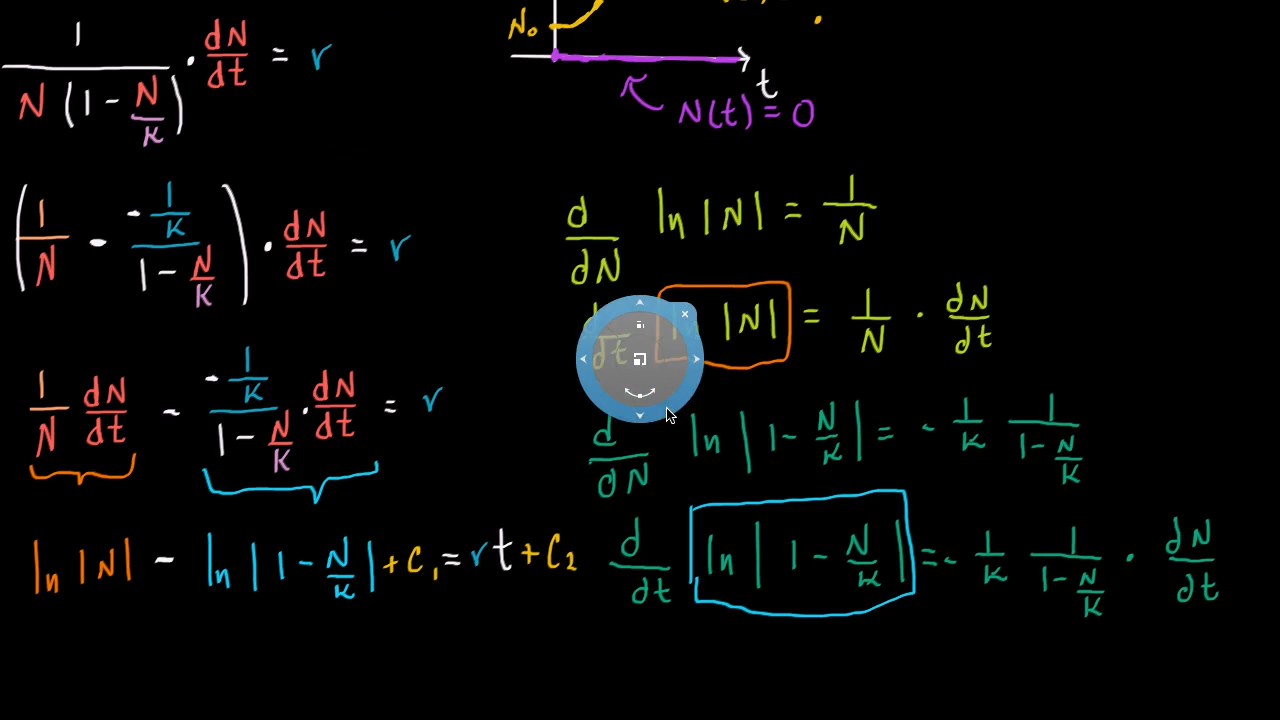 N₀
1 / (N (1 - N/K)) · dN/dt = r
t
N(t) = 0
(1/N - (-1/K) / (1 - N/K)) · dN/dt = r
d/dN ln |N| = 1/N
d/dt ln |N| = 1/N · dN/dt
1/N dN/dt - (-1/K) / (1 - N/K) · dN/dt = r
d/dN ln |1 - N/K| = - 1/K 1/(1 - N/K)
ln |N| - ln |1 - N/K| + C₁ = rt + C₂
d/dt ln |1 - N/K| = - 1/K 1/(1 - N/K) · dN/dt